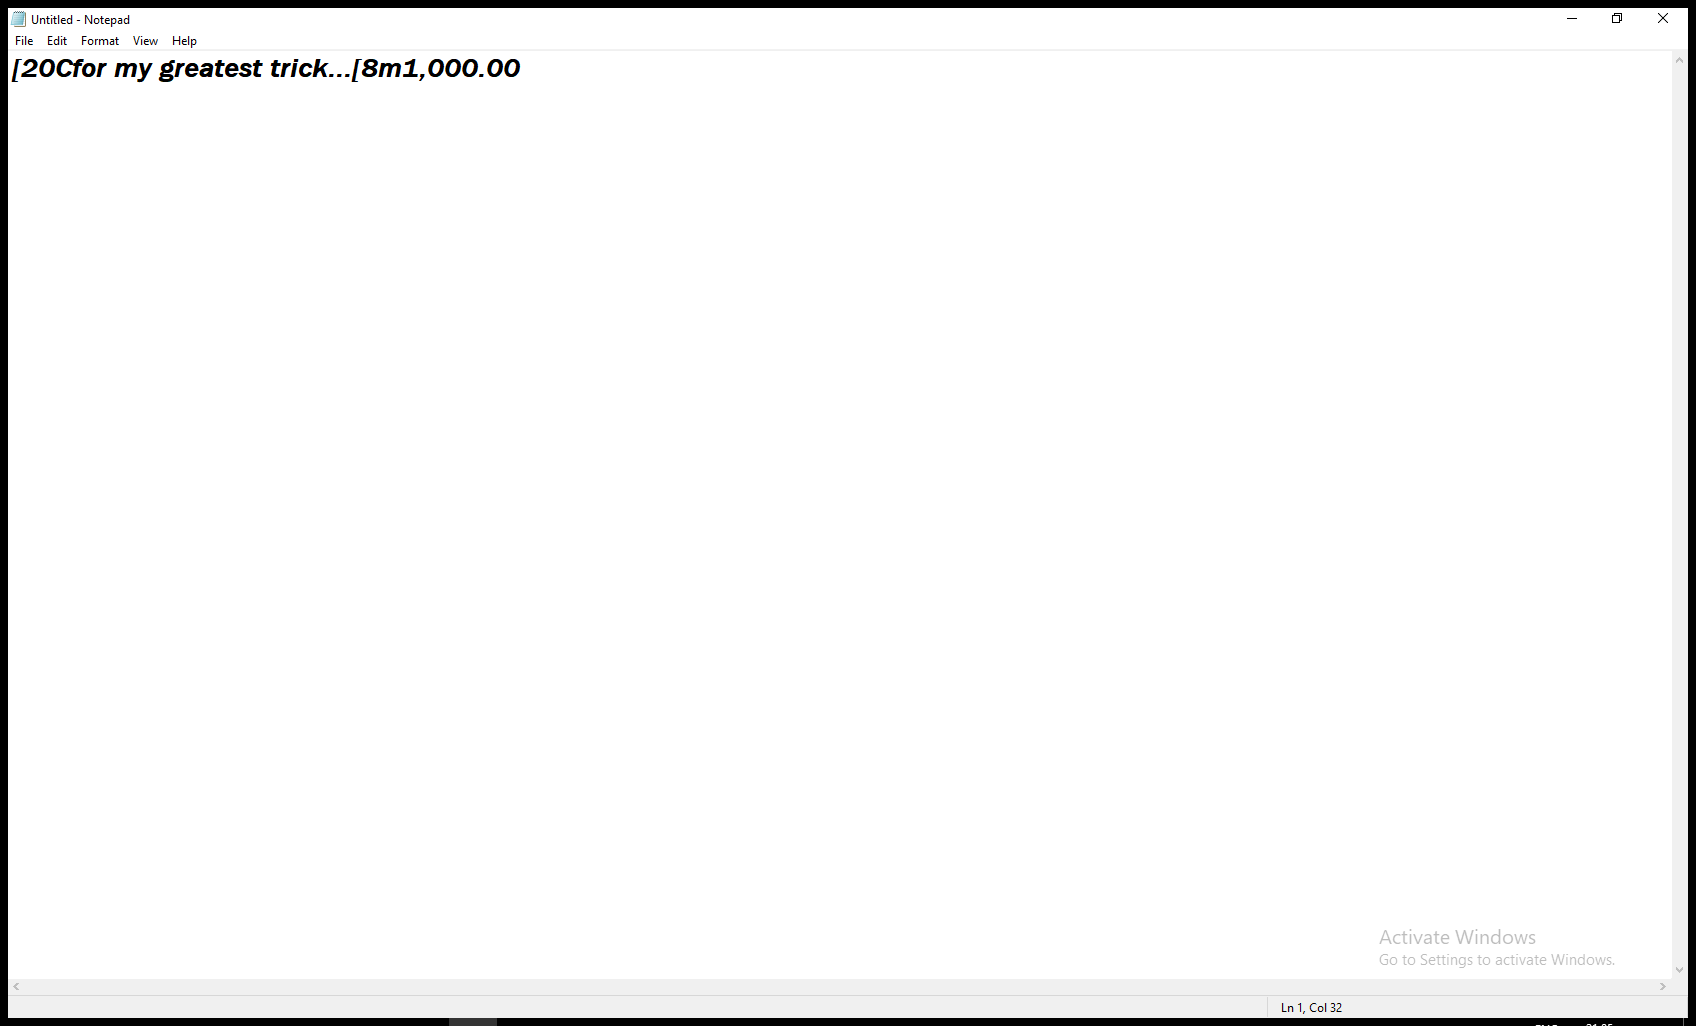 Untitled - Notepad
File Edit Format View Help
[20Cfor my greatest trick...[8m1,000.00
Activate Windows
Go to Settings to activate Windows.
Ln 1, Col 32